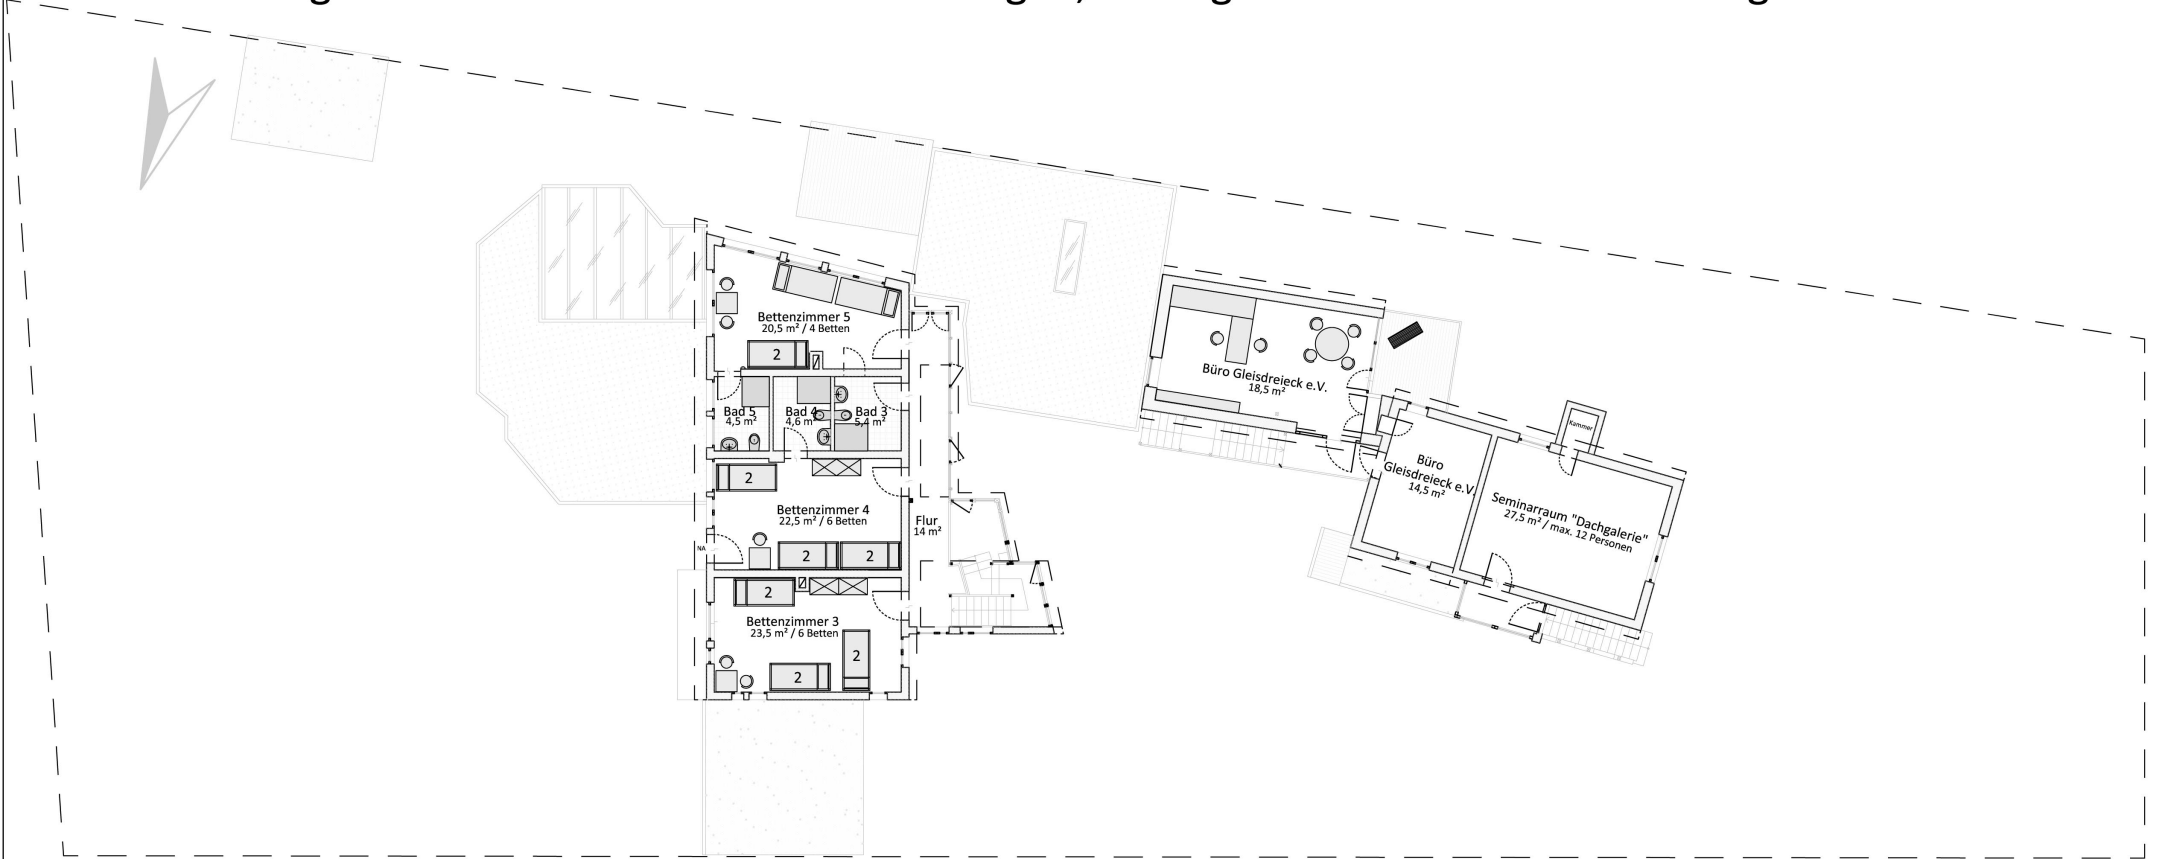 Bettenzimmer 5
20,5 m² / 4 Betten
2
Bad 5
4,5 m²
Bad 4
4,6 m²
Bad 3
5,4 m²
2
Bettenzimmer 4
22,5 m² / 6 Betten
NA
2
2
Flur
14 m²
2
Bettenzimmer 3
23,5 m² / 6 Betten
2
2
Büro Gleisdreieck e.V.
18,5 m²
Büro
Gleisdreieck e.V.
14,5 m²
Kammer
Seminarraum "Dachgalerie"
27,5 m² / max. 12 Personen